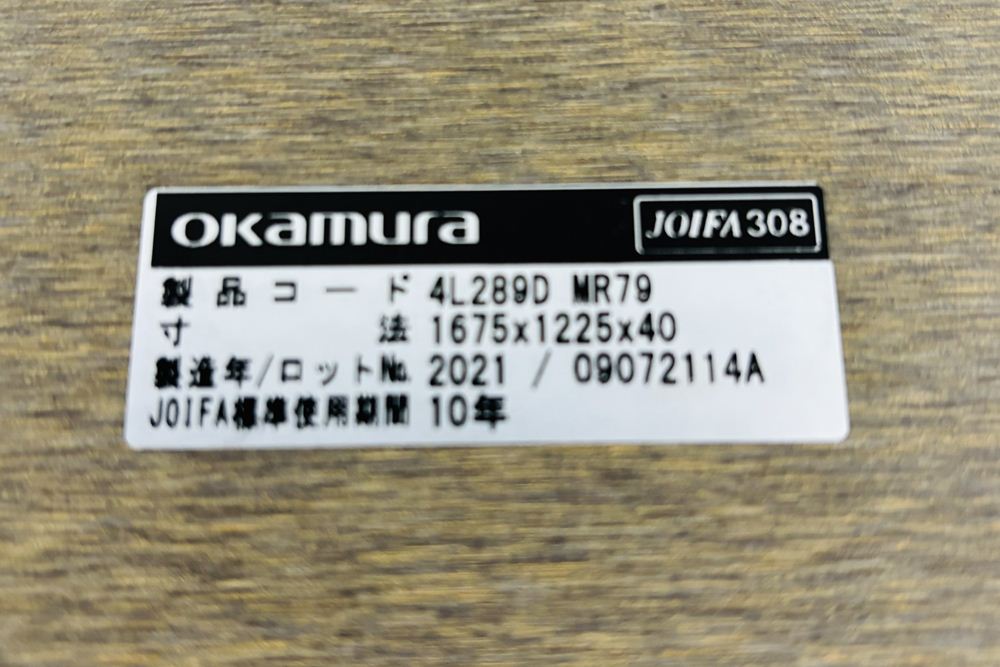 okamura JOIFA308
製品コード 4L289D MR79
寸法 1675x1225x40
製造年/ロット№ 2021 / 09072114A
JOIFA標準使用期間 10年